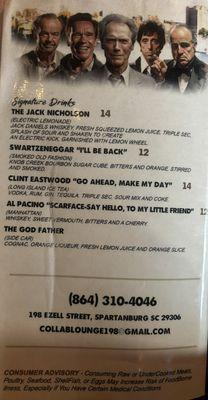 Signature Drinks
THE JACK NICHOLSON 14
(ELECTRIC LEMONADE)
JACK DANIELS WHISKEY, FRESH SQUEEZED LEMON JUICE, TRIPLE SEC,
SPLASH OF SOUR AND SHAKEN TO CREATE
AN ELECTRIC KICK, GARNISHED WITH LEMON WHEEL
SWARTZENEGGAR "I'LL BE BACK" 12
(SMOKED OLD FASHION)
KNOB CREEK BOURBON SUGAR CUBE, BITTERS AND ORANGE, STIRRED
AND SMOKED.
CLINT EASTWOOD "GO AHEAD, MAKE MY DAY" 14
(LONG ISLAND ICE TEA)
VODKA, RUM, GIN, TEQUILA, TRIPLE SEC, SOUR MIX AND COKE
AL PACINO "SCARFACE-SAY HELLO, TO MY LITTLE FRIEND" 12
(MANHATTAN)
WHISKEY, SWEET VERMOUTH, BITTERS AND A CHERRY
THE GOD FATHER
(SIDE CAR)
COGNAC, ORANGE LIQUEUR, FRESH LEMON JUICE AND ORANGE SLICE
(864) 310-4046
198 EZELL STREET, SPARTANBURG SC 29306
COLLABLOUNGE198@GMAIL.COM
CONSUMER ADVISORY - Consuming Raw or UnderCooked Meats,
Poultry, Seafood, ShellFish, or Eggs May Increase Risk of FoodBorne
Illness, Especially if You Have Certain Medical Conditions